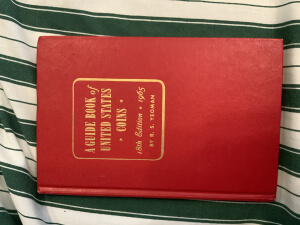 A GUIDE BOOK of
UNITED STATES
• COINS •
18th Edition • 1965
BY R. S. YEOMAN